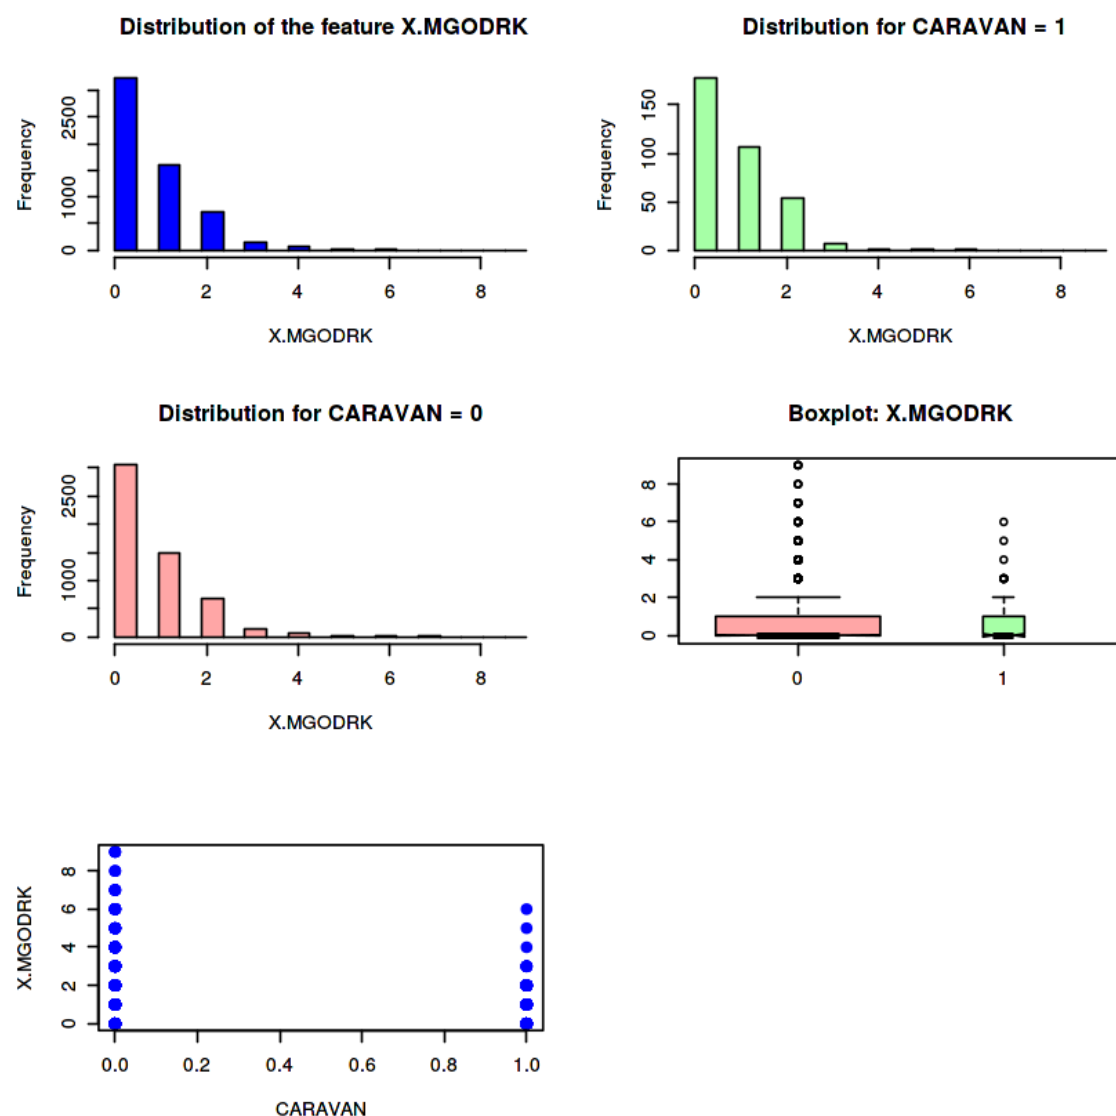 Distribution of the feature X.MGODRK
Frequency
0
1000
2500
0 2 4 6 8
X.MGODRK
Distribution for CARAVAN = 1
Frequency
0
50
100
150
0 2 4 6 8
X.MGODRK
Distribution for CARAVAN = 0
Frequency
0
1000
2500
0 2 4 6 8
X.MGODRK
Boxplot: X.MGODRK
8
6
4
2
0
0 1
X.MGODRK
8
6
4
2
0
0.0 0.2 0.4 0.6 0.8 1.0
CARAVAN